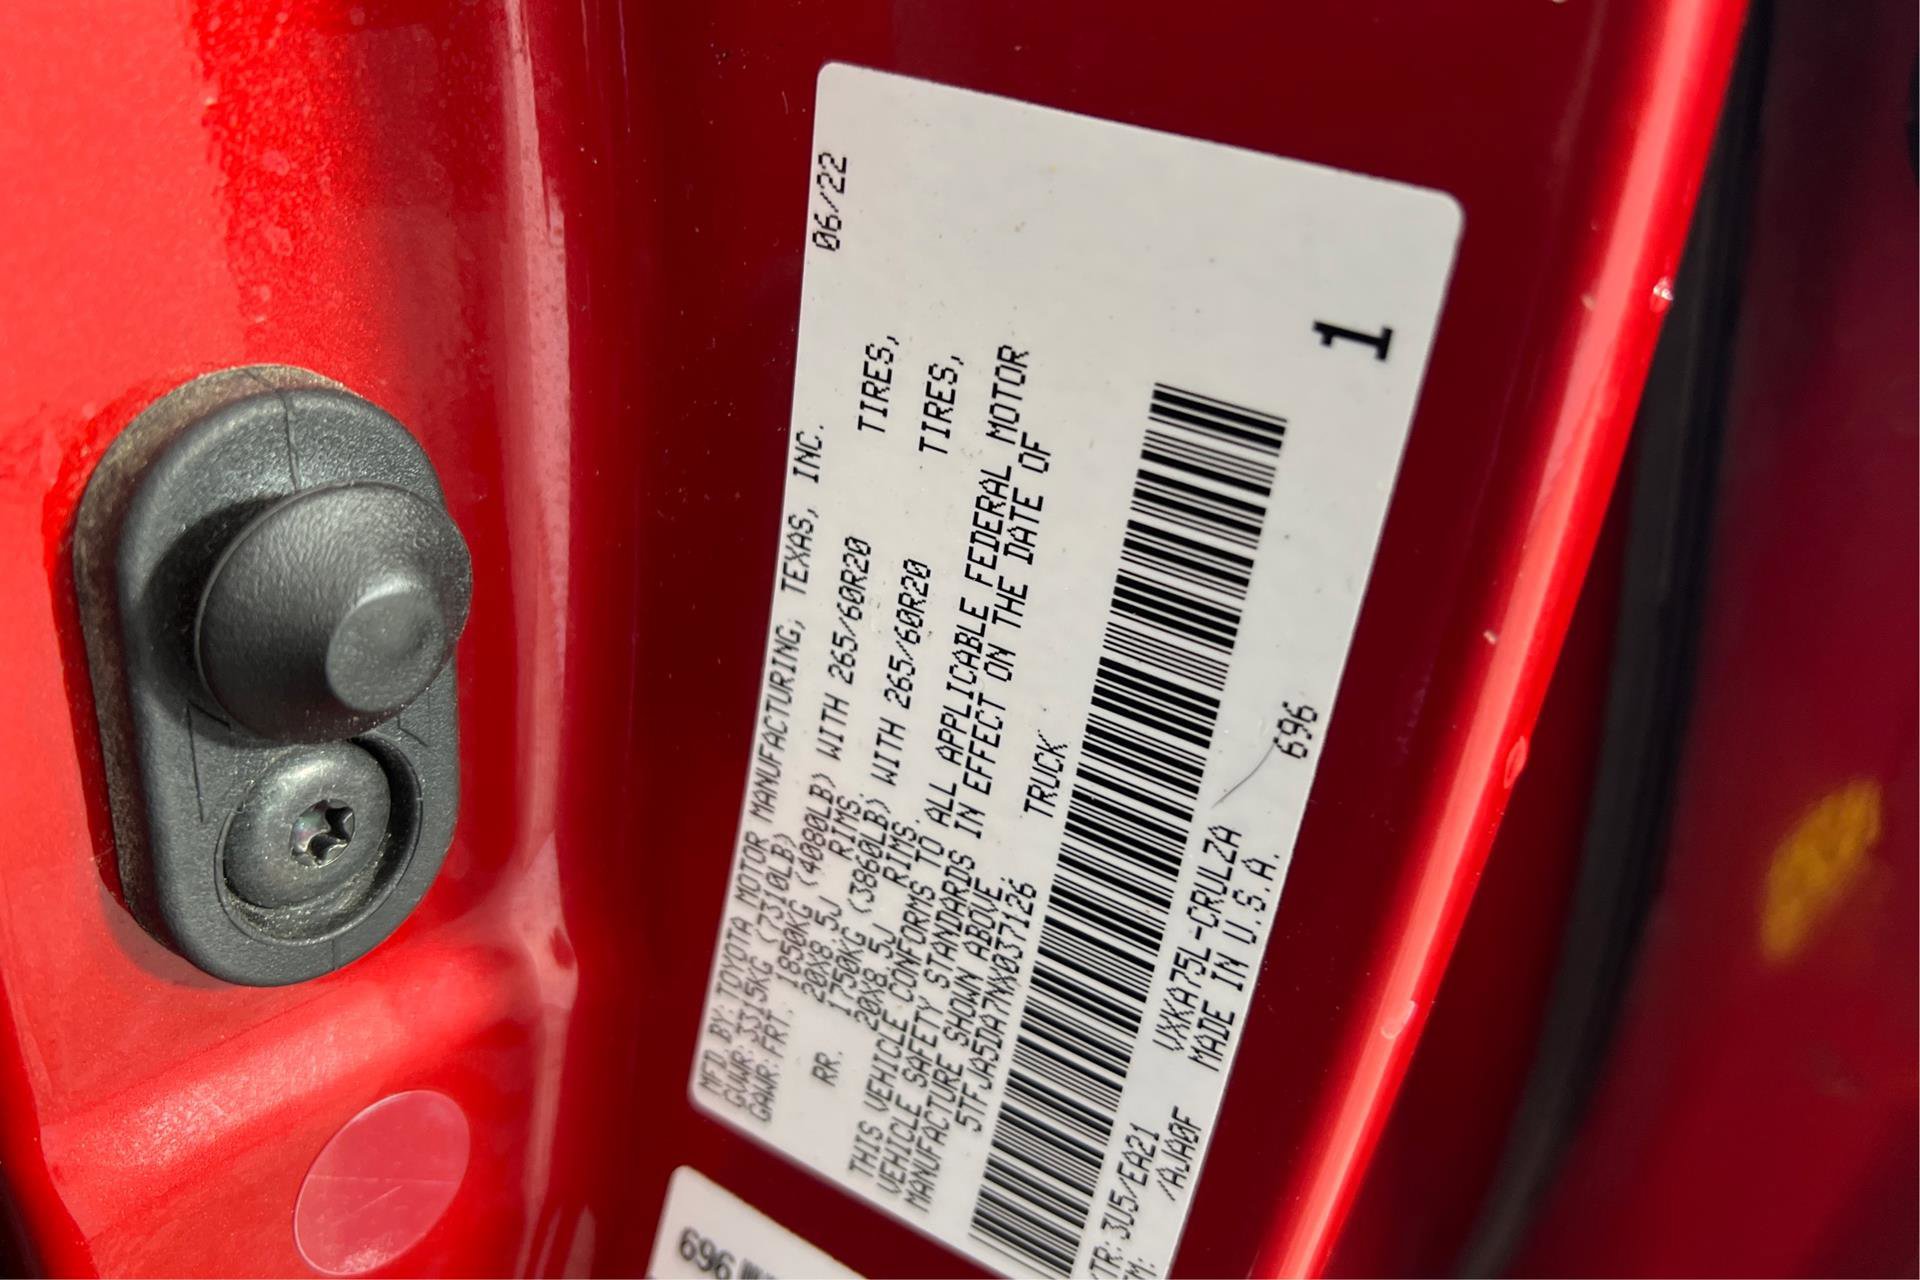 MFD. BY: TOYOTA MOTOR MANUFACTURING, TEXAS, INC. 06/22
GVWR: 3315KG (7310LB)
GAWR: FRT. 1850KG (4080LB) WITH 265/60R20 TIRES,
20X8.5J RIMS,
RR. 1750KG (3860LB) WITH 265/60R20 TIRES,
20X8.5J RIMS.
THIS VEHICLE CONFORMS TO ALL APPLICABLE FEDERAL MOTOR
VEHICLE SAFETY STANDARDS IN EFFECT ON THE DATE OF
MANUFACTURE SHOWN ABOVE.
5TFJA5DA7NX037126 TRUCK
1
/TR: 3U5/EA21 VXKA75L-CRULZA
/AJA0F MADE IN U.S.A. 696
696